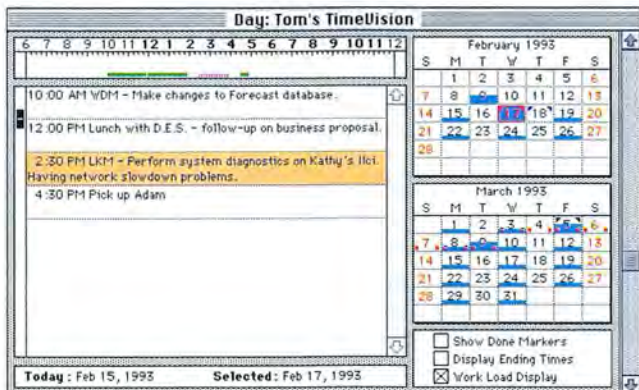 Day: Tom's TimeVision
6 7 8 9 10 11 12 1 2 3 4 5 6 7 8 9 10 11 12
10:00 AM WDM - Make changes to Forecast database.
12:00 PM Lunch with D.E.S. - follow-up on business proposal.
2:30 PM LKM - Perform system diagnostics on Kathy's IIci.
Having network slowdown problems.
4:30 PM Pick up Adam
Today: Feb 15, 1993 Selected: Feb 17, 1993
February 1993
S M T W T F S
1 2 3 4 5 6
7 8 9 10 11 12 13
14 15 16 17 18 19 20
21 22 23 24 25 26 27
28
March 1993
S M T W T F S
1 2 3 4 5 6
7 8 9 10 11 12 13
14 15 16 17 18 19 20
21 22 23 24 25 26 27
28 29 30 31
Show Done Markers
Display Ending Times
Work Load Display